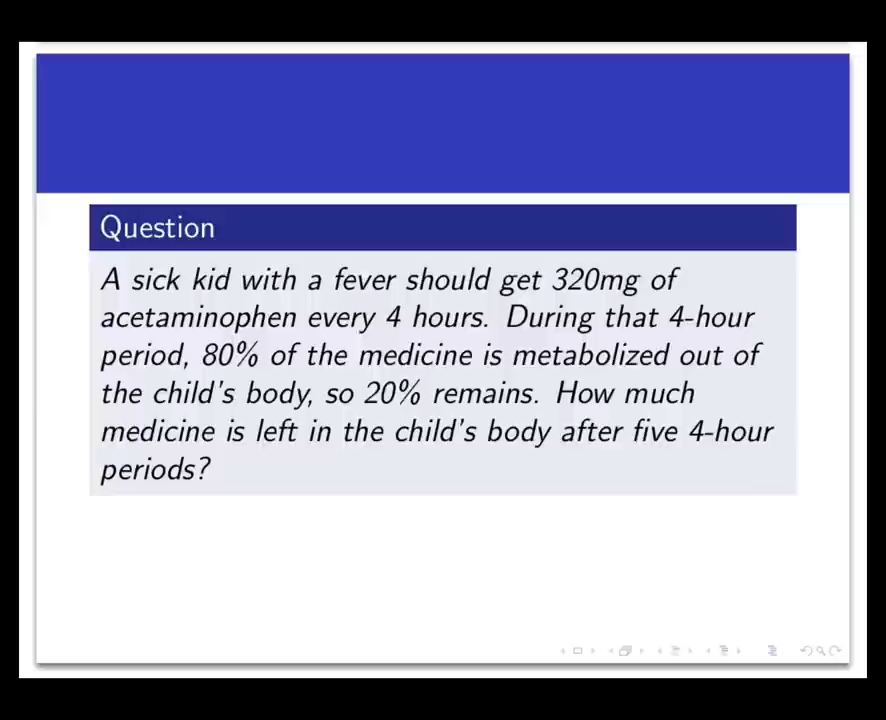 Question
A sick kid with a fever should get 320mg of
acetaminophen every 4 hours. During that 4-hour
period, 80% of the medicine is metabolized out of
the child's body, so 20% remains. How much
medicine is left in the child's body after five 4-hour
periods?